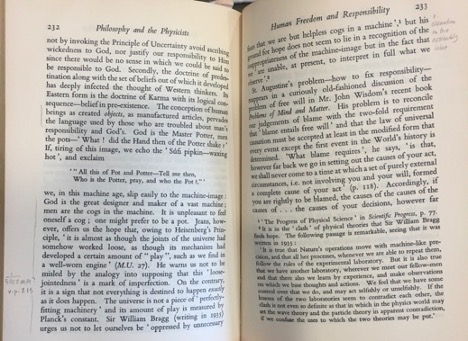 232 Philosophy and the Physicists
not by invoking the Principle of Uncertainty avoid ascribing
wickedness to God, nor justify our responsibility to Him
since there would be no sense in which we could be said to
be responsible to God. Secondly, the doctrine of predes-
tination along with the set of beliefs out of which it developed
has deeply infected the thought of Western thinkers. Its
Eastern form is the doctrine of Karma with its logical con-
sequence—belief in pre-existence. The conception of human
beings as created objects, as manufactured articles, pervades
the language used by those who are troubled about man's
responsibility and God's. God is the Master Potter, men
the pots—' What ! did the Hand then of the Potter shake ? '
If, tiring of this image, we echo the ' Súfi pipkin—waxing
hot ', and exclaim
' " All this of Pot and Potter—Tell me then,
Who is the Potter, pray, and who the Pot ? " '
we, in this machine age, slip easily to the machine-image :
God is the great designer and maker of a vast machine ;
men are the cogs in the machine. It is unpleasant to feel
oneself a cog ; one might prefer to be a pot. Jeans, how-
ever, offers us the hope that, owing to Heisenberg's Prin-
ciple, ' it is almost as though the joints of the universe had
somehow worked loose, as though its mechanism had
developed a certain amount of " play ", such as we find in
a well-worn engine ' (M.U. 27). He warns us not to be
misled by the analogy into supposing that this ' loose-
jointedness ' is a mark of imperfection. On the contrary,
it is a sign that not everything is defined to happen exactly
as it does happen. The universe is not a piece of ' perfectly-
fitting machinery ' and its amount of play is measured by
Planck's constant. Sir William Bragg (writing in 1935)
urges us not to let ourselves be ' oppressed by unnecessary
Human Freedom and Responsibility 233
fears that we are but helpless cogs in a machine ',¹ but his
ground for hope does not seem to lie in a recognition of the
inappropriateness of the machine-image but in the fact that
we are unable, at present, to interpret in full what we
observe.²
St. Augustine's problem—how to fix responsibility—
appears in a curiously old-fashioned discussion of the
problem of free will in Mr. John Wisdom's recent book
Problems of Mind and Matter. His problem is to reconcile
our judgments of blame with the two-fold requirement
that ' blame entails free will ' and that the law of universal
causation must be accepted at least in the modified form that
every event except the first event in the World's history is
determined. ' What blame requires ', he says, ' is that,
however far back we go in setting out the causes of your acts,
we shall never come to a time at which a set of purely external
circumstances, i.e. not involving you and your will, formed
a complete cause of your act ' (p. 118). Accordingly, if
you are rightly to be blamed, the causes of the causes of the
causes of . . . the causes of your decisions, however far
¹ ' The Progress of Physical Science ' in Scientific Progress, p. 77.
² It is in the ' clash ' of physical theories that Sir William Bragg
finds hope. The following passage is remarkable, seeing that it was
written in 1935 :
' It is true that Nature's operations move with machine-like pre-
cision, and that all her processes, whenever we are able to repeat them,
follow the rules of the experimental laboratory. But it is also true
that we have another laboratory, wherever we must our fellow-men
and that there also we learn by experience, and make observations
on which we base thoughts and actions. We feel that we have some
control over what we do, and may act selfishly or unselfishly. If the
lessons of the two laboratories seem to contradict each other, the
clash is not even so definite as that in which in the physical world may
set the wave theory and the particle theory in apparent contradiction,
if we confuse the uses to which the two theories may be put.'